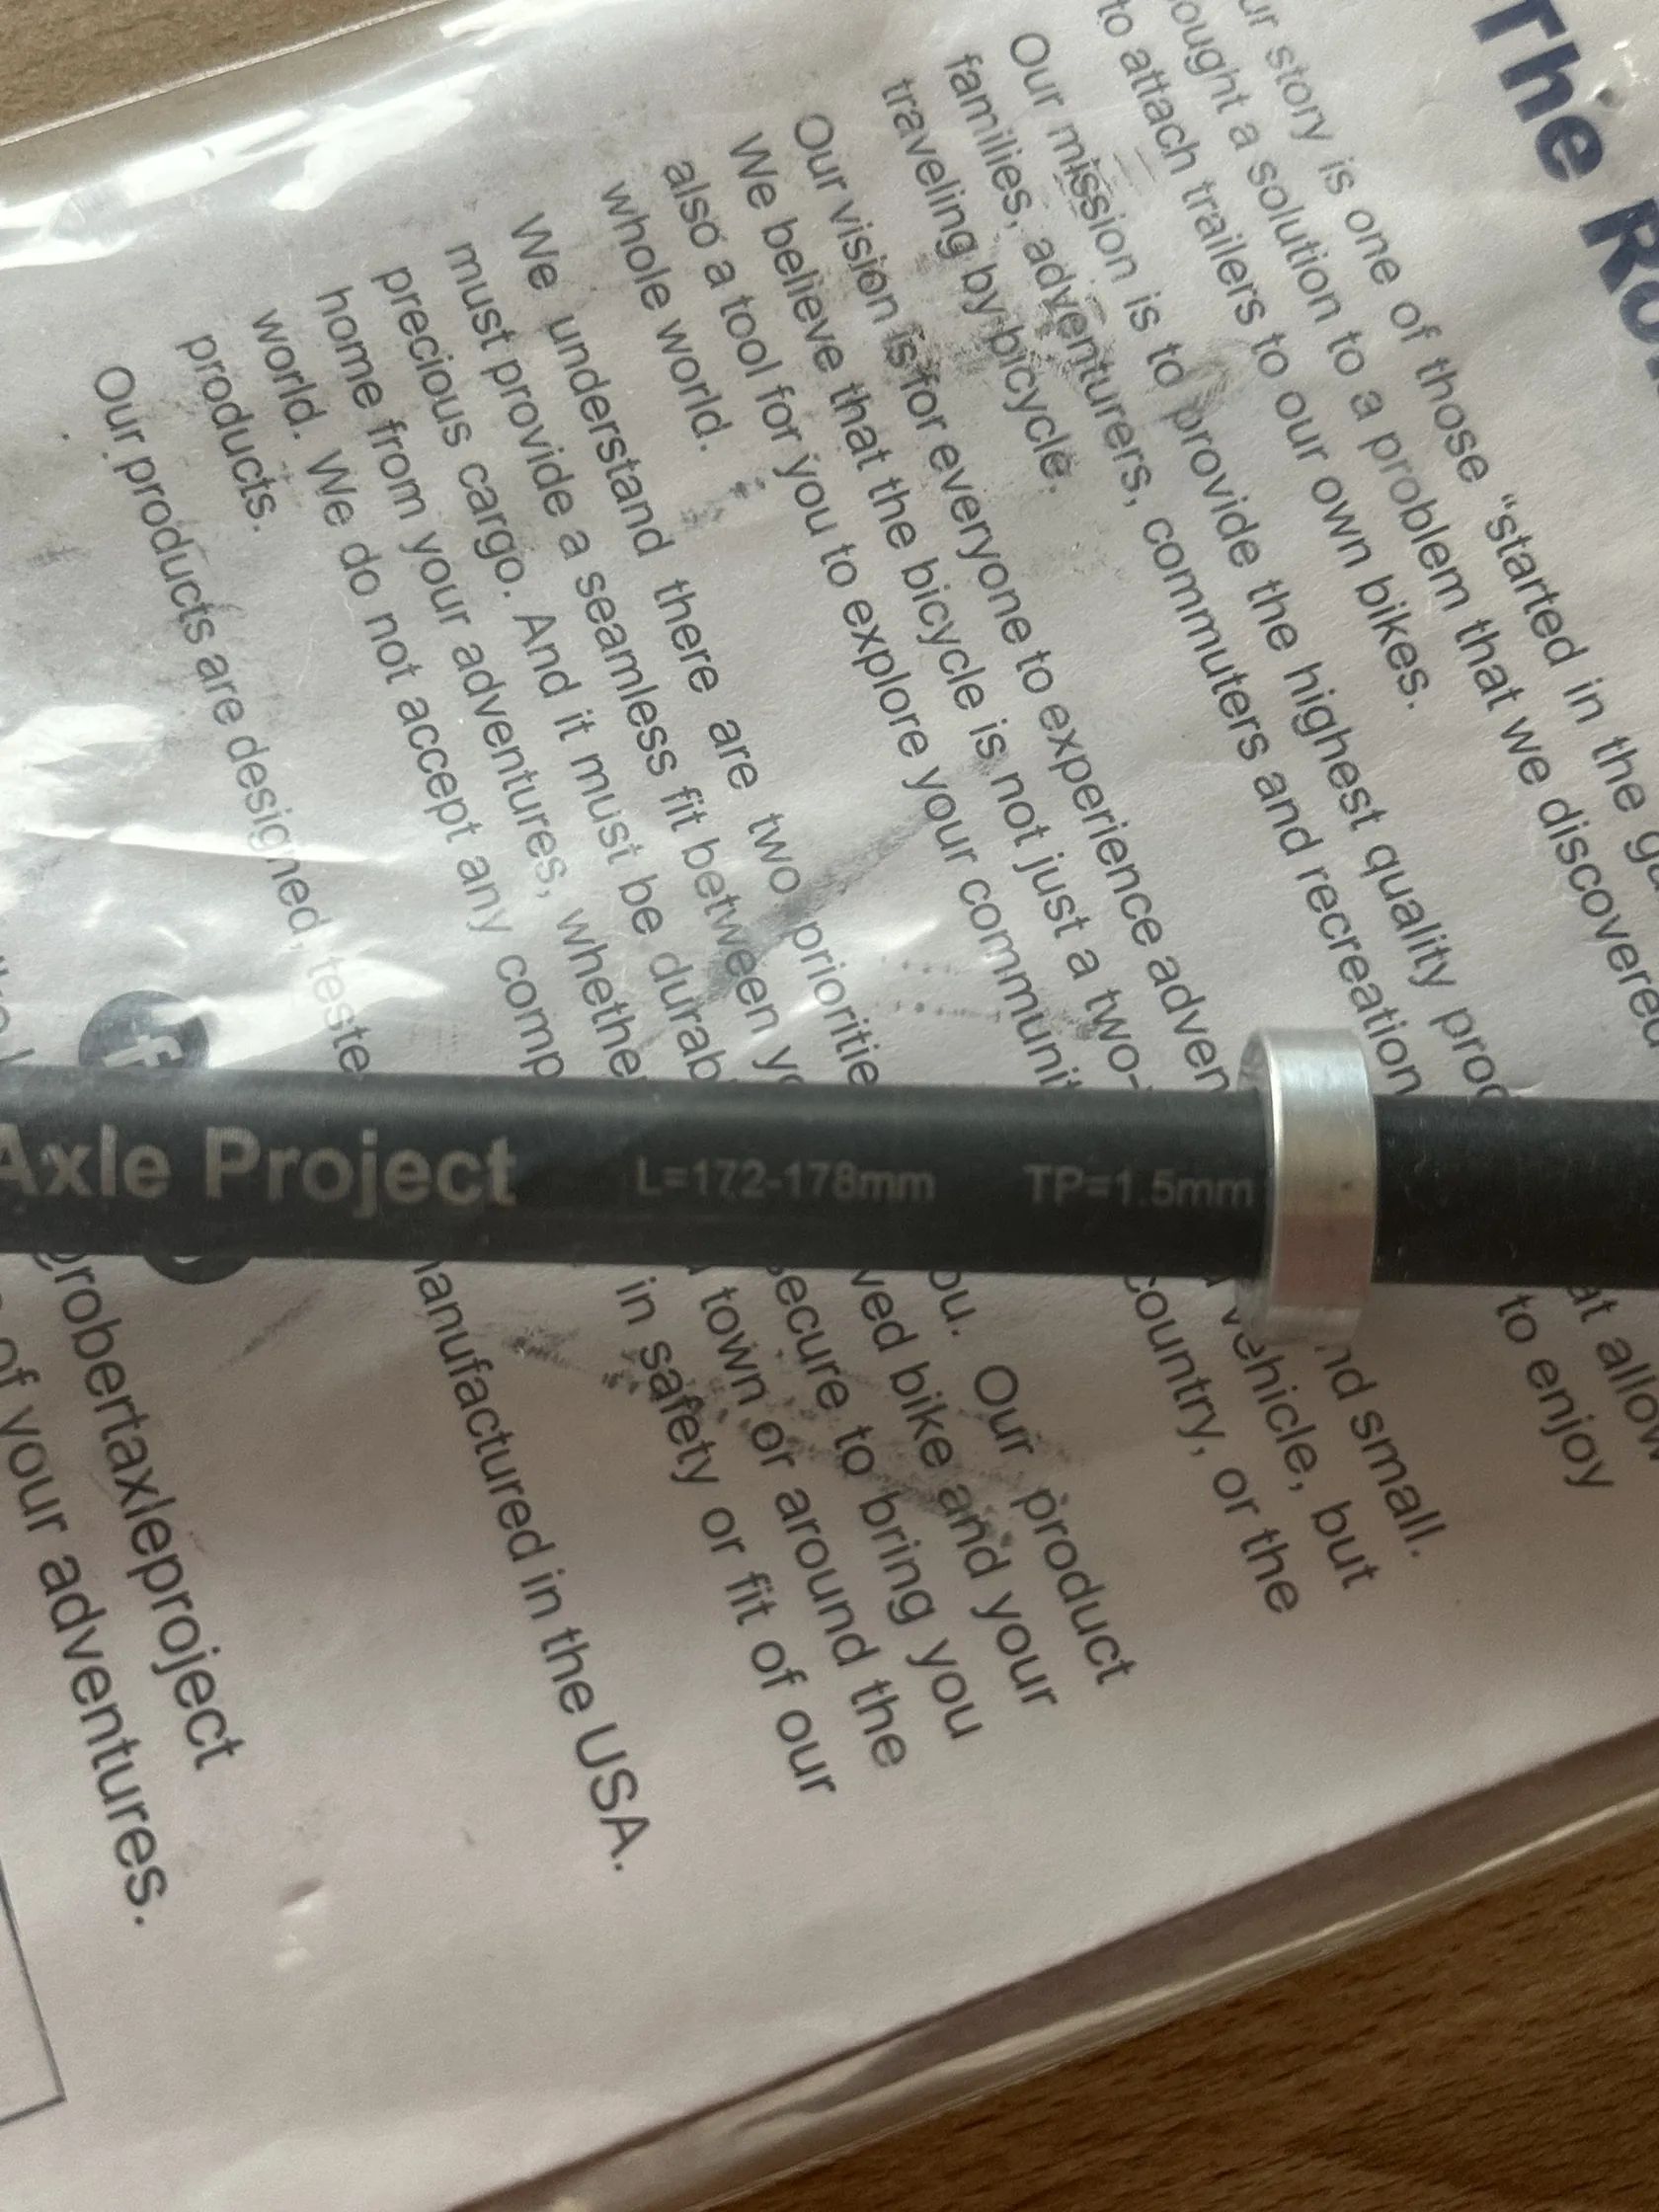 The
ur story is one of those "started in the
ought a solution to a problem that we discovered
to attach trailers to our own bikes.
Our mission is to provide the highest quality at allow
families, adventurers, commuters and recreation to enjoy
traveling by bicycle.
Our vision is for everyone to experience adven nd small.
We believe that the bicycle is not just a two- vehicle, but
also a tool for you to explore your communit country, or the
whole world.
We understand there are two prioritie ou. Our product
must provide a seamless fit between ved bike and your
precious cargo. And it must be durab ecure to bring you
home from your adventures, whethe town or around the
world. We do not accept any comp in safety or fit of our
products.
Our products are designed, teste anufactured in the USA.
f
@robertaxleproject
of your adventures.
Axle Project L=172-178mm TP=1.5mm